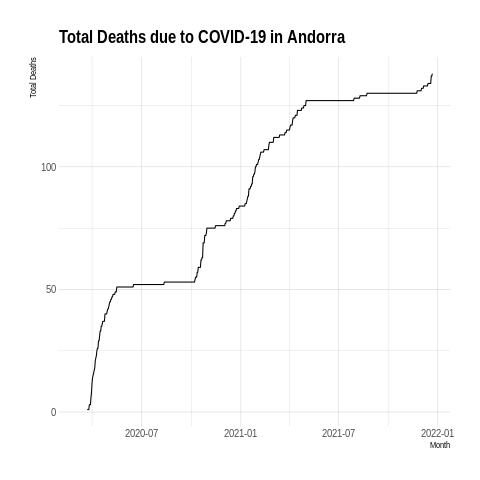 Total Deaths due to COVID-19 in Andorra
Total Deaths
100
50
0
2020-07 2021-01 2021-07 2022-01
Month